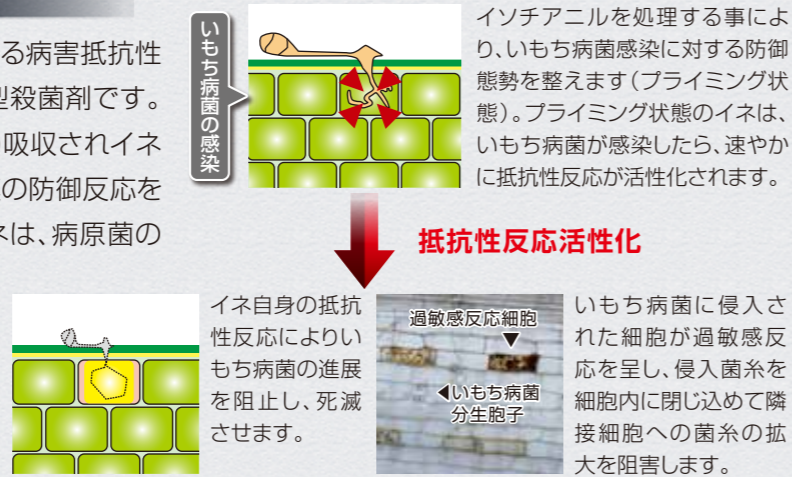 る病害抵抗性
型殺菌剤です。
吸収されイネ
の防御反応を
は、病原菌の
いもち病菌の感染
イソチアニルを処理する事によ
り、いもち病菌感染に対する防御
態勢を整えます（プライミング状
態）。プライミング状態のイネは、
いもち病菌が感染したら、速やか
に抵抗性反応が活性化されます。
抵抗性反応活性化
イネ自身の抵抗
性反応によりい
もち病菌の進展
を阻止し、死滅
させます。
過敏感反応細胞
▼
◀いもち病菌
分生胞子
いもち病菌に侵入さ
れた細胞が過敏感反
応を呈し、侵入菌糸を
細胞内に閉じ込めて隣
接細胞への菌糸の拡
大を阻害します。